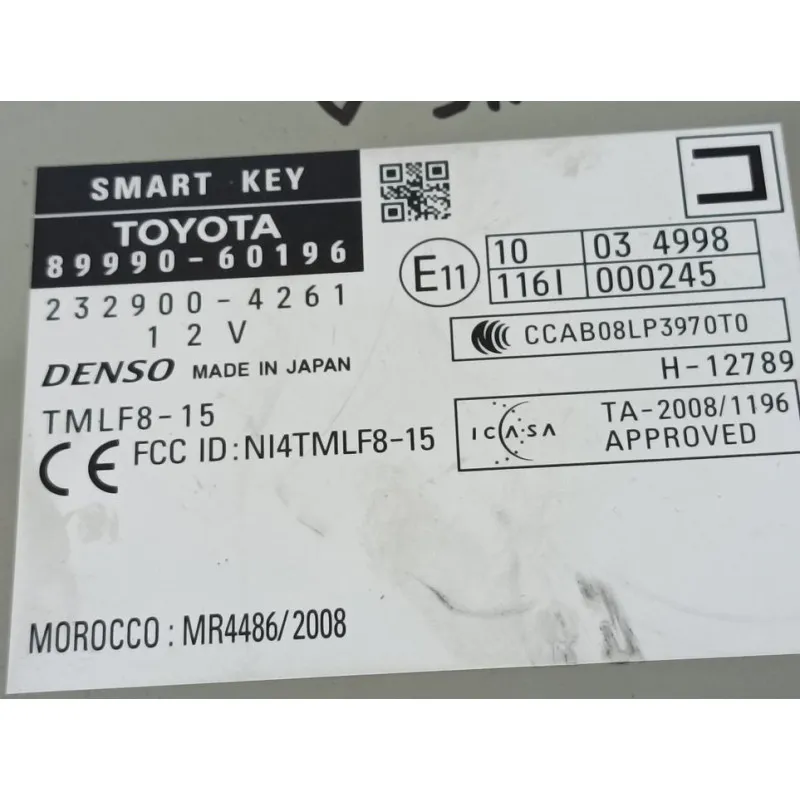 SMART KEY
TOYOTA
89990-60196
232900-4261
12V
DENSO MADE IN JAPAN
TMLF8-15
CE FCC ID:NI4TMLF8-15
E11
10 03 4998
116I 000245
CCC CCAB08LP3970T0
H-12789
ICASA TA-2008/1196
APPROVED
MOROCCO : MR4486/2008